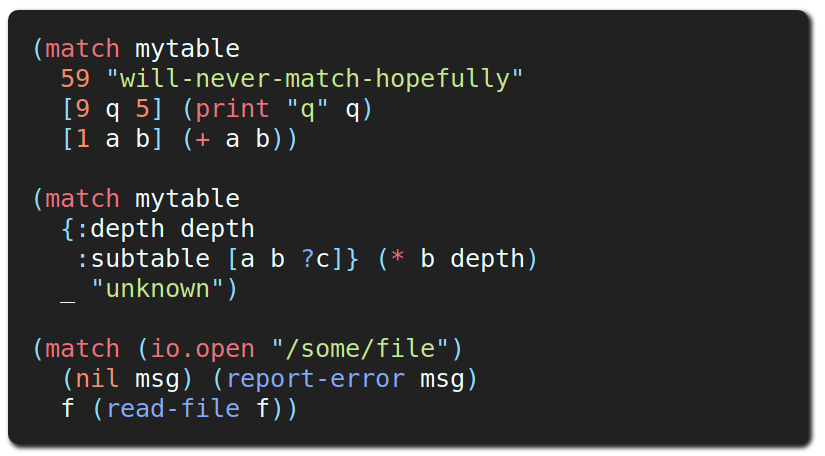 (match mytable
  59 "will-never-match-hopefully"
  [9 q 5] (print "q" q)
  [1 a b] (+ a b))

(match mytable
  {:depth depth
   :subtable [a b ?c]} (* b depth)
  _ "unknown")

(match (io.open "/some/file")
  (nil msg) (report-error msg)
  f (read-file f))